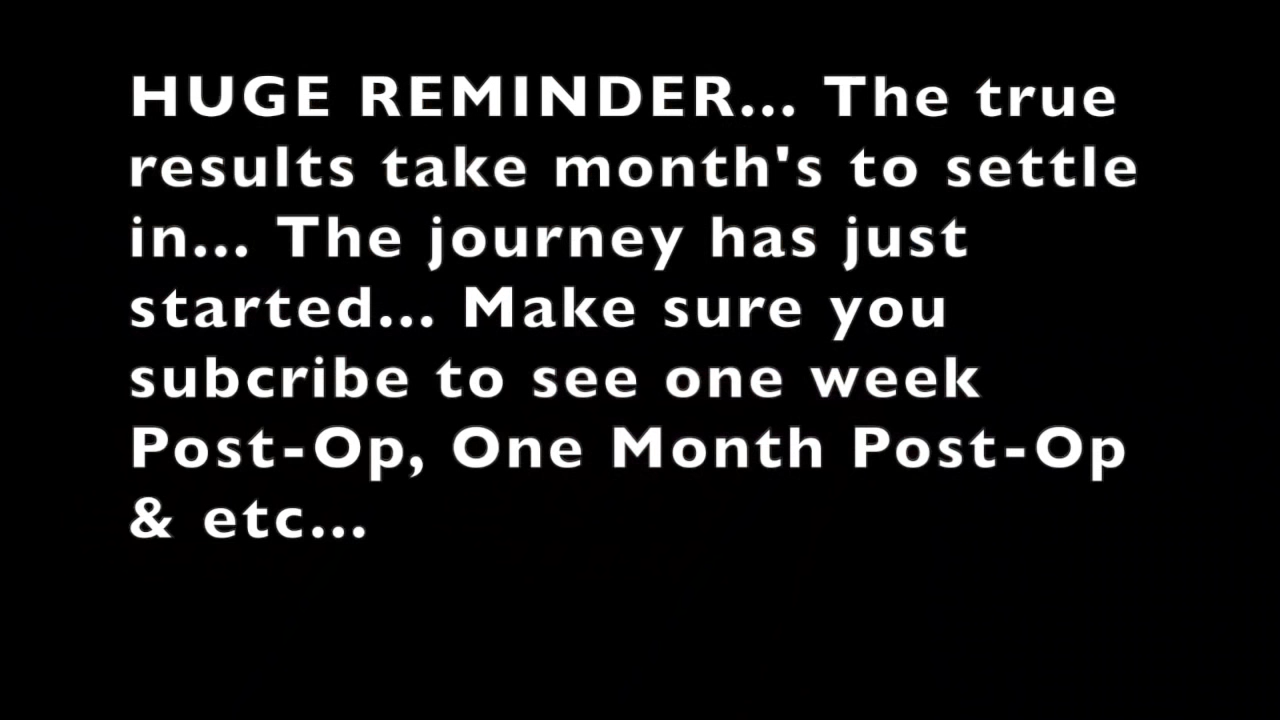 HUGE REMINDER... The true
results take month's to settle
in... The journey has just
started... Make sure you
subcribe to see one week
Post-Op, One Month Post-Op
& etc...